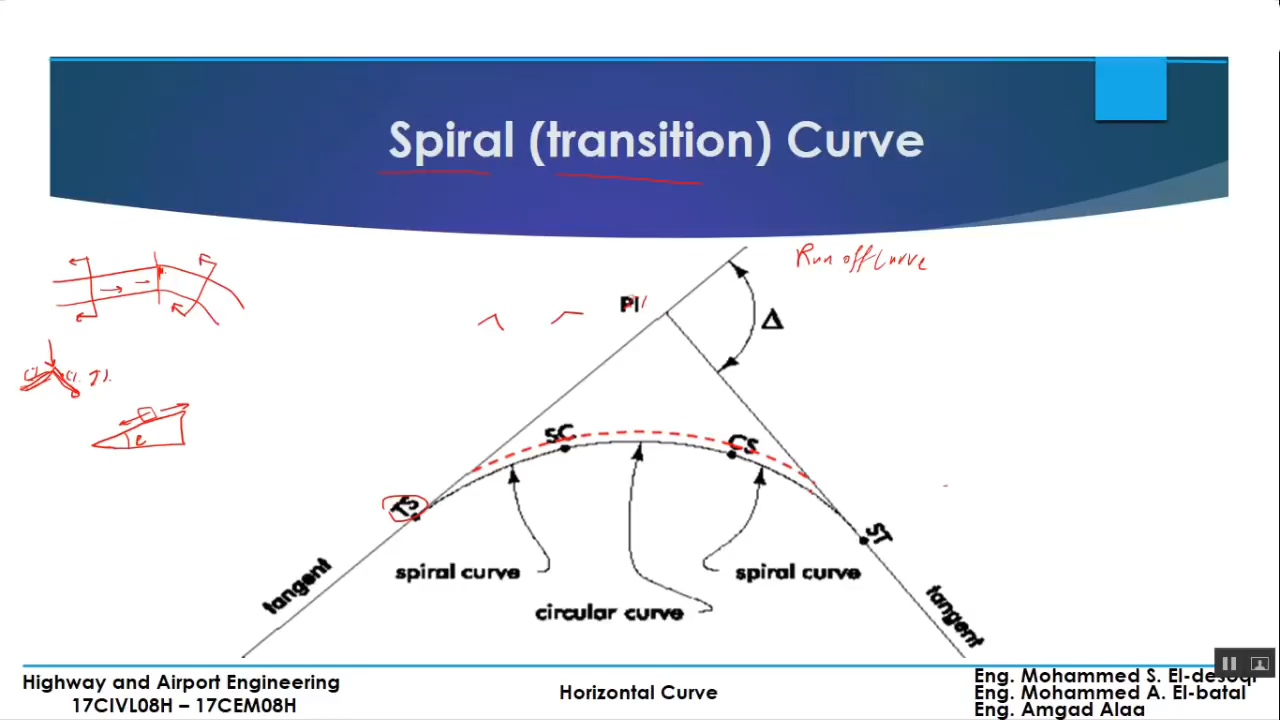 Spiral (transition) Curve
Run off Curve
PI
Δ
e
SC
CS
TS
ST
spiral curve
spiral curve
circular curve
tangent
tangent
Highway and Airport Engineering
17CIVL08H – 17CEM08H
Horizontal Curve
Eng. Mohammed S. El-desoqi
Eng. Mohammed A. El-batal
Eng. Amgad Alaa